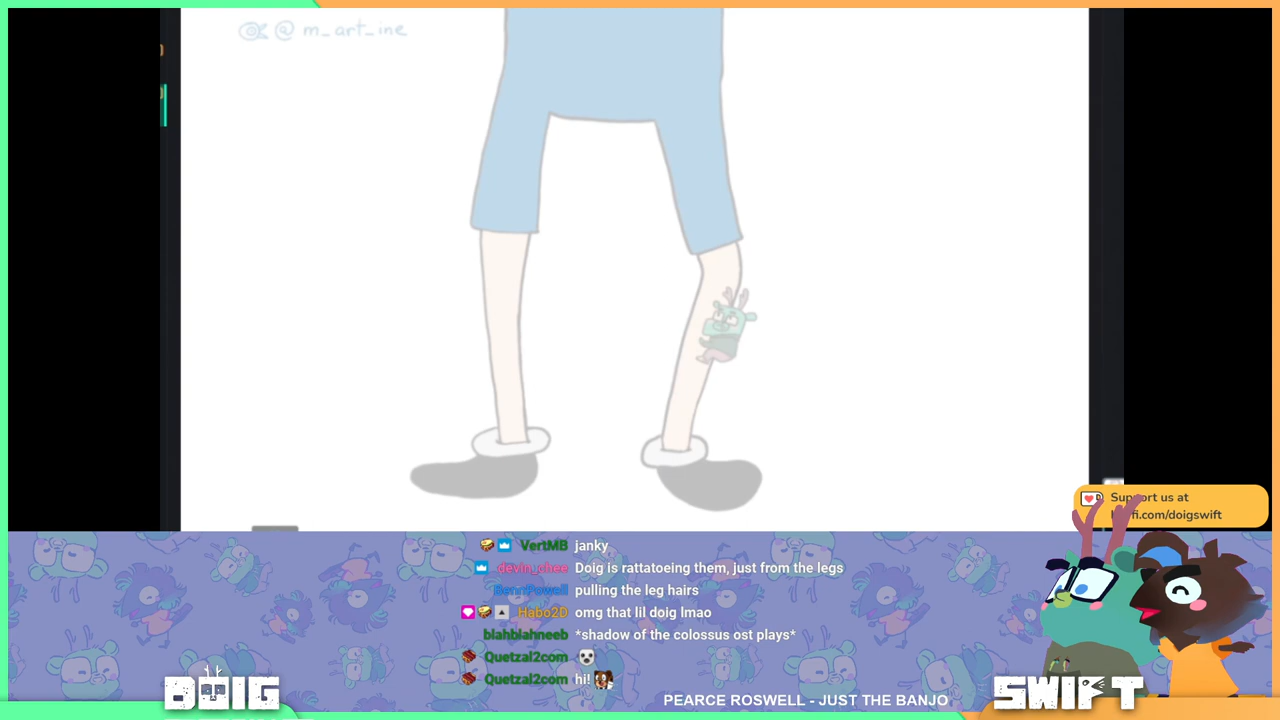 @ m_art_ine
Support us at
ko-fi.com/doigswift
VertMB janky
devin_chee Doig is rattatoeing them, just from the legs
BennPowell pulling the leg hairs
Habo2D omg that lil doig lmao
blahblahneeb *shadow of the colossus ost plays*
Quetzal2com
Quetzal2com hi!
PEARCE ROSWELL - JUST THE BANJO
DOIG
SWIFT